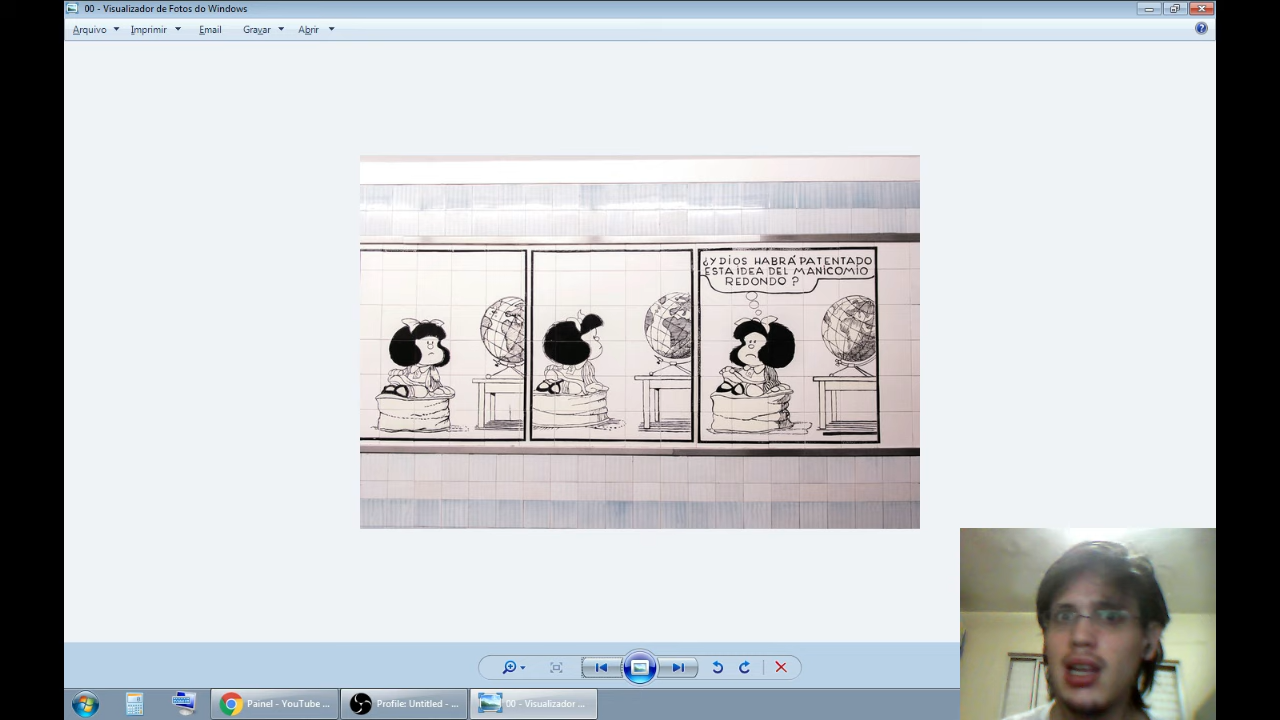 00 - Visualizador de Fotos do Windows
Arquivo Imprimir Email Gravar Abrir
¿Y DIOS HABRÁ PATENTADO
ESTA IDEA DEL MANICOMIO
REDONDO?
Painel - YouTube ...
Profile: Untitled - ...
00 - Visualizador ...